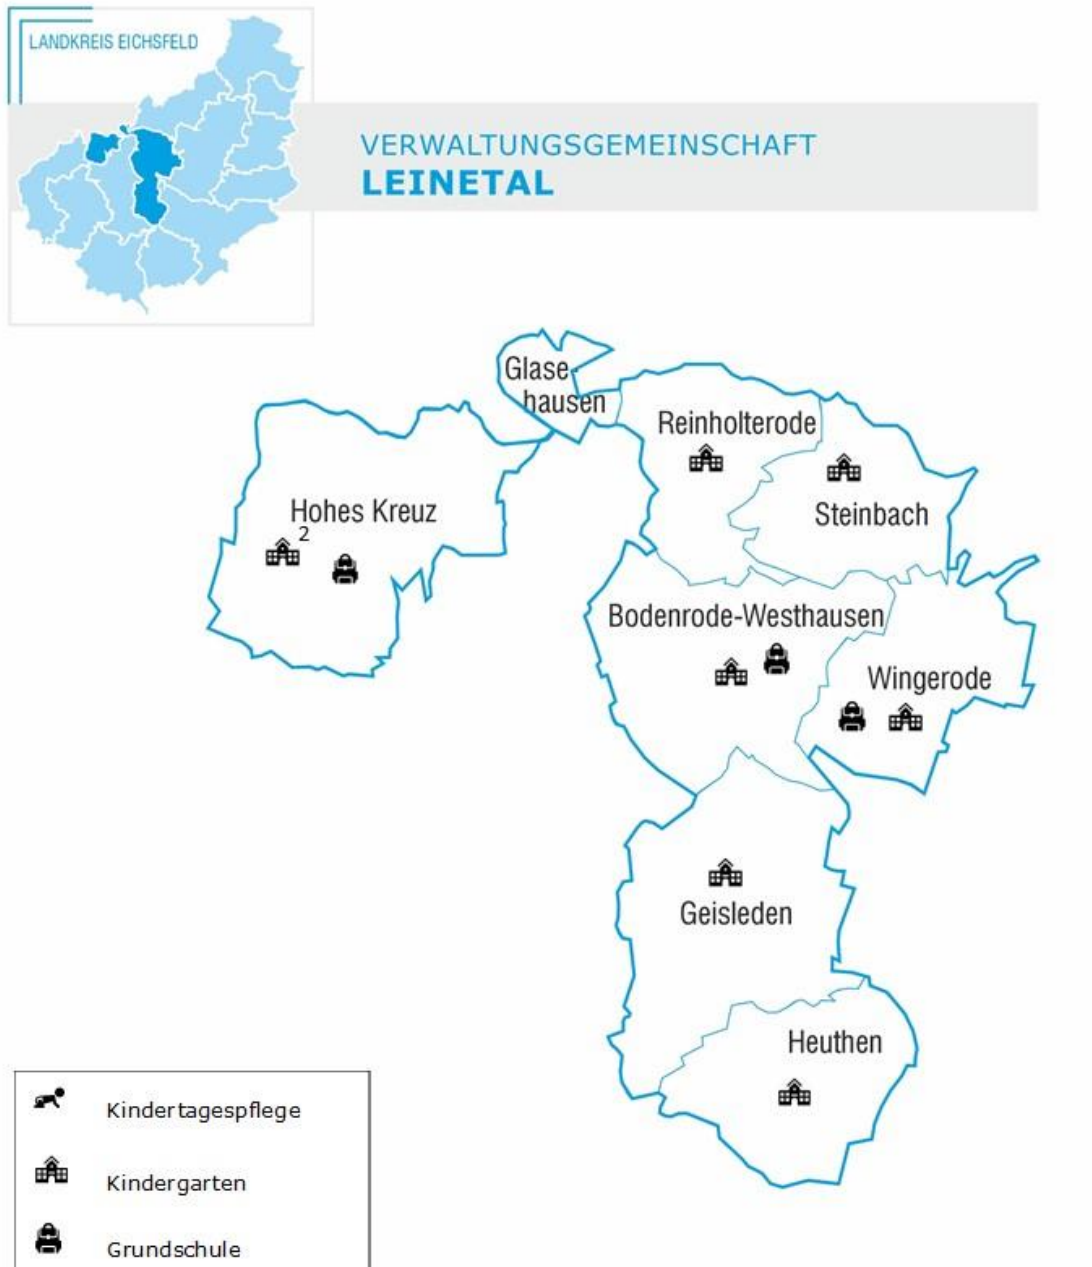 LANDKREIS EICHSFELD
VERWALTUNGSGEMEINSCHAFT
LEINETAL
Glase-
hausen
Reinholterode
Steinbach
Hohes Kreuz
2
Bodenrode-Westhausen
Wingerode
Geisleden
Heuthen
Kindertagespflege
Kindergarten
Grundschule